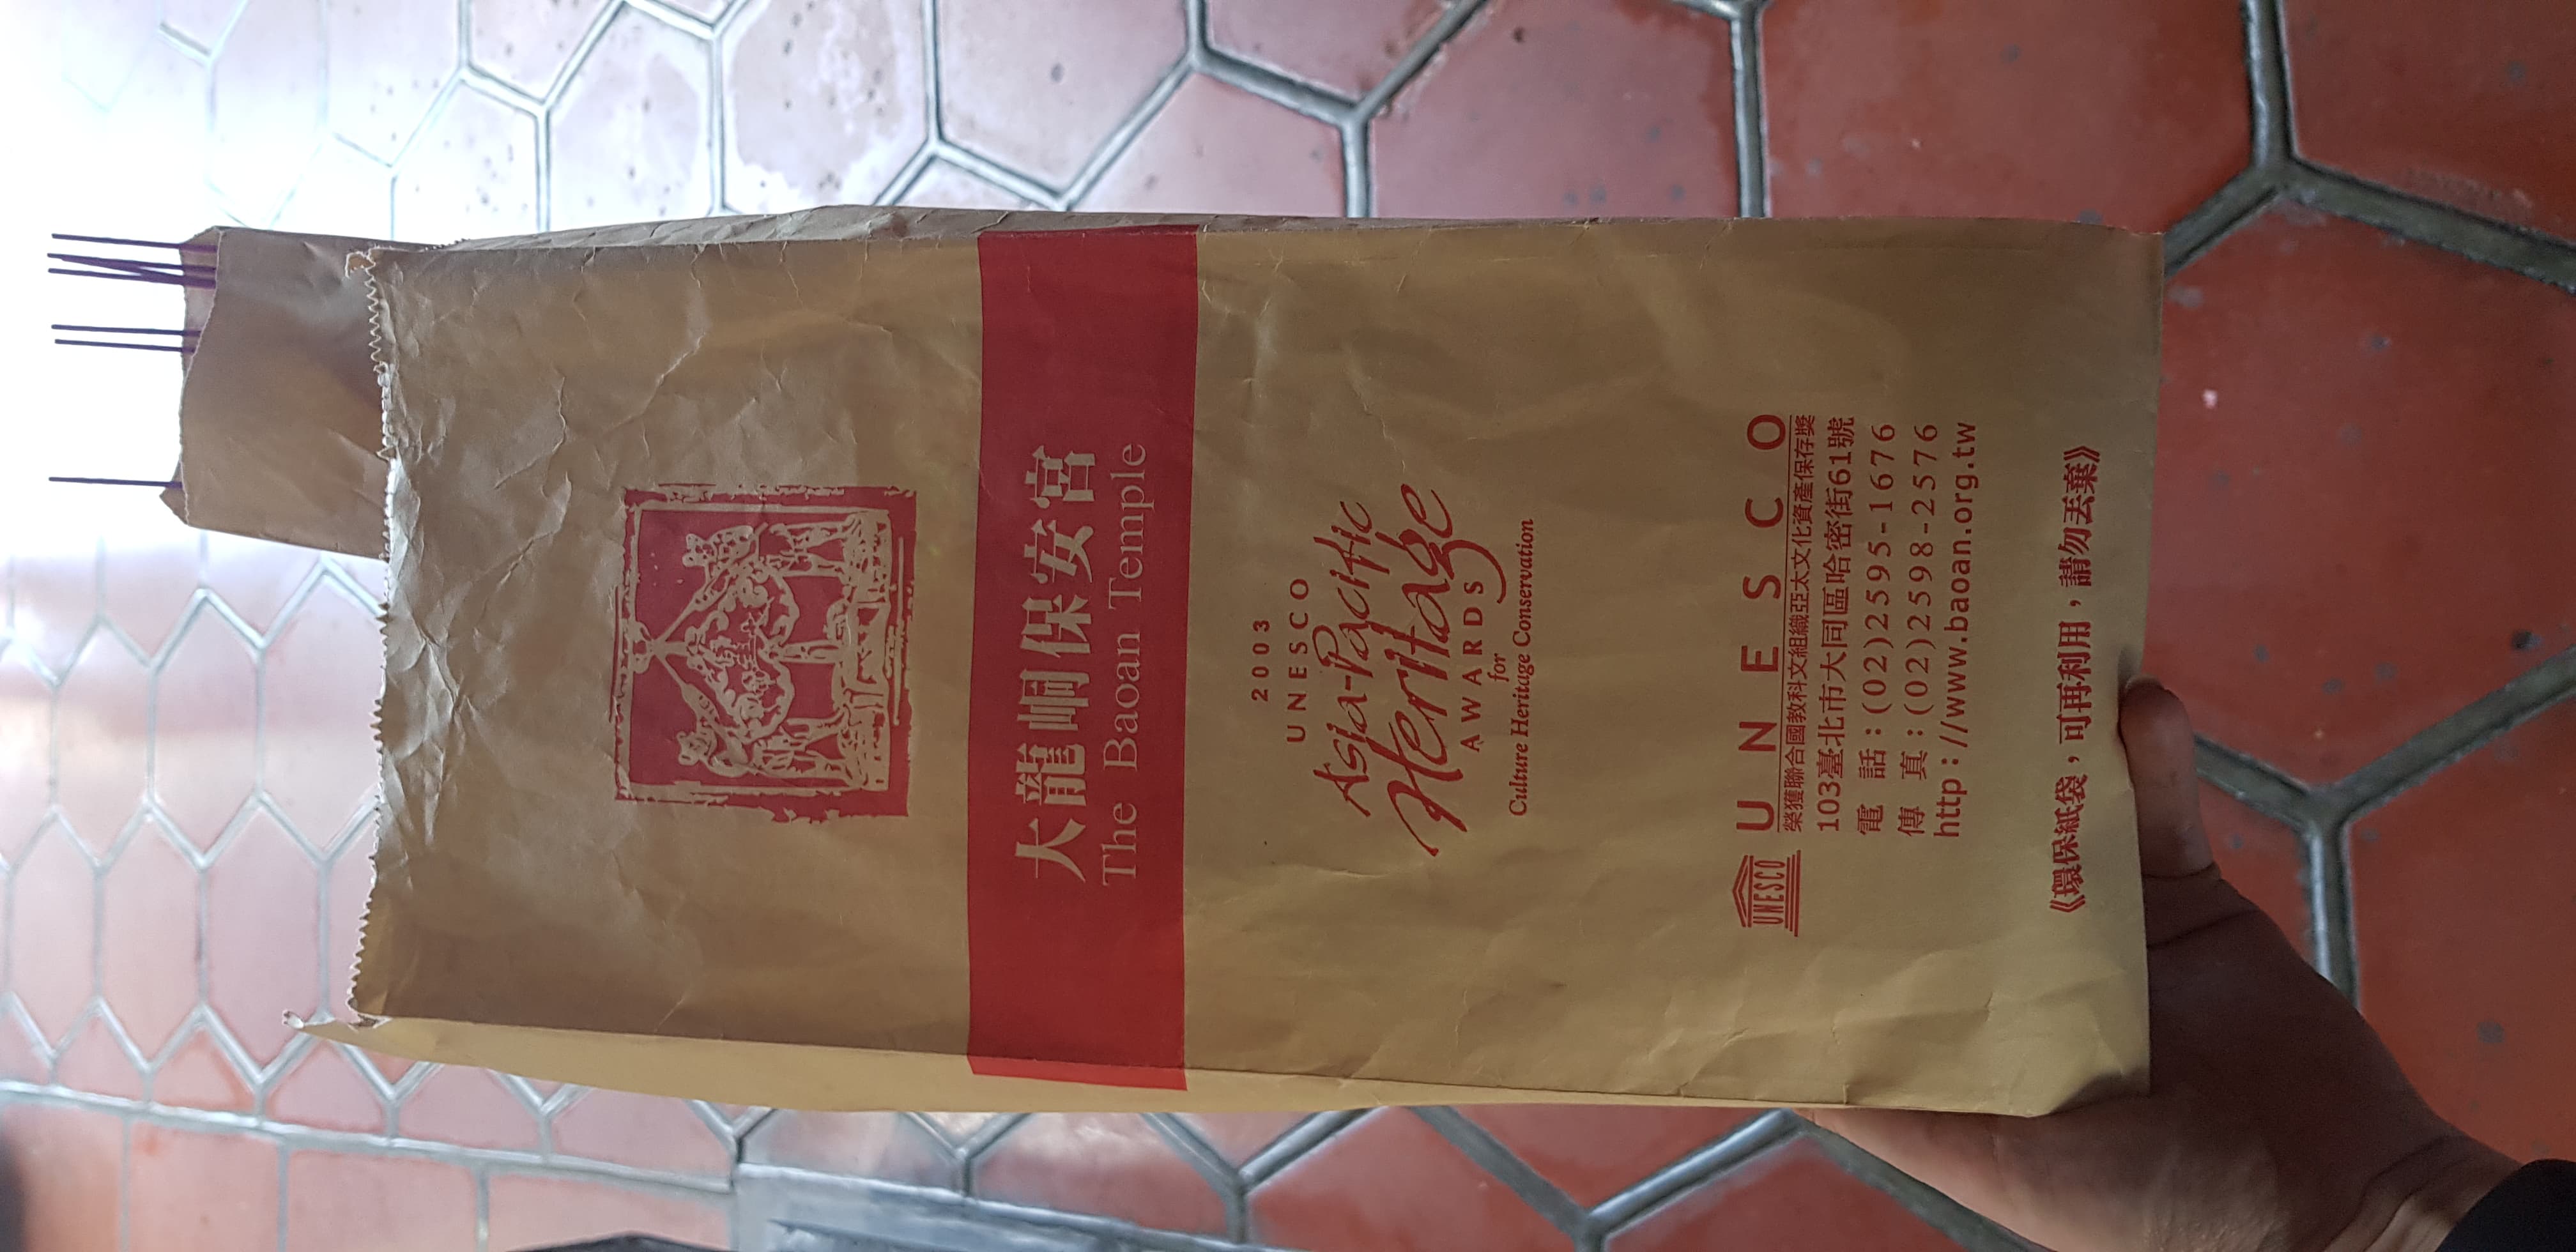 大龍峒保安宮
The Baoan Temple
2003
UNESCO
Asia-Pacific
Heritage
AWARDS
for
Culture Heritage Conservation
UNESCO
UNESCO
榮獲聯合國教科文組織亞太文化資產保存獎
103臺北市大同區哈密街61號
電 話：(02)2595-1676
傳 真：(02)2598-2576
http：//www.baoan.org.tw
《環保紙袋，可再利用，請勿丟棄》